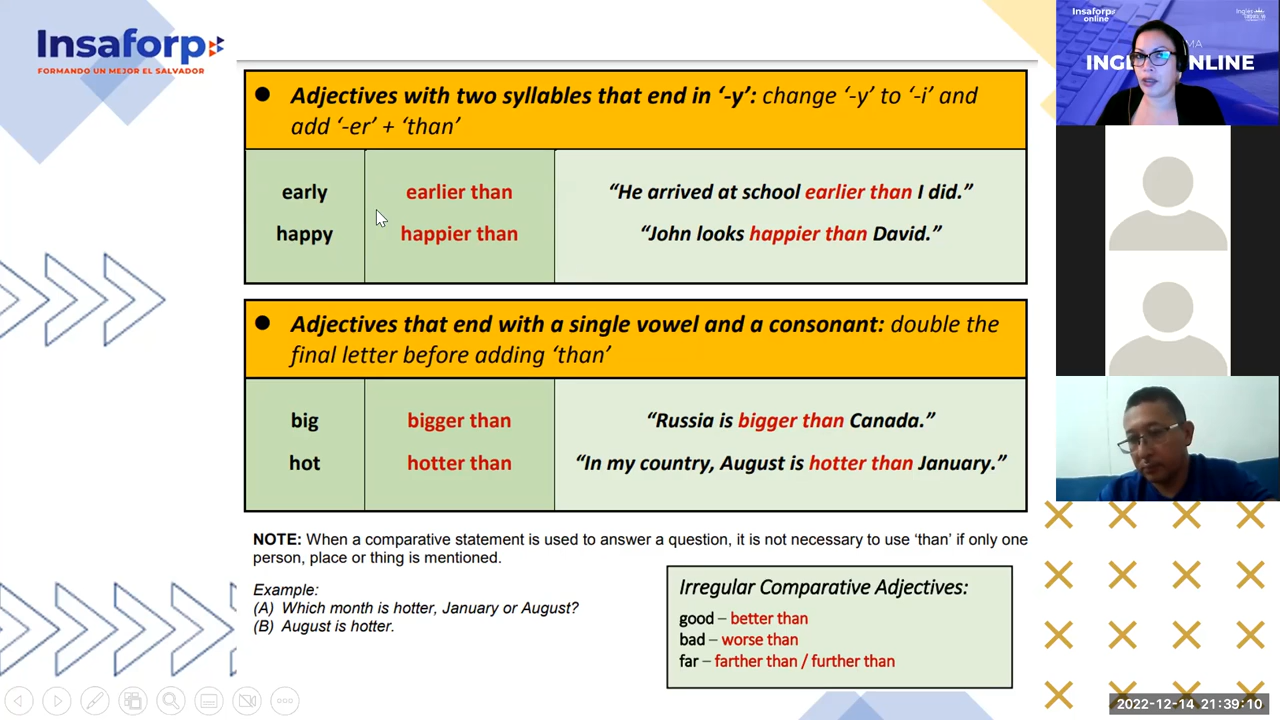 Insaforp
FORMANDO UN MEJOR EL SALVADOR
● Adjectives with two syllables that end in ‘-y’: change ‘-y’ to ‘-i’ and
add ‘-er’ + ‘than’
early earlier than “He arrived at school earlier than I did.”
happy happier than “John looks happier than David.”
● Adjectives that end with a single vowel and a consonant: double the
final letter before adding ‘than’
big bigger than “Russia is bigger than Canada.”
hot hotter than “In my country, August is hotter than January.”
NOTE: When a comparative statement is used to answer a question, it is not necessary to use ‘than’ if only one
person, place or thing is mentioned.
Example:
(A) Which month is hotter, January or August?
(B) August is hotter.
Irregular Comparative Adjectives:
good – better than
bad – worse than
far – farther than / further than
Insaforp
online
Inglés
MA
INGL NLINE
2022-12-14 21:39:10